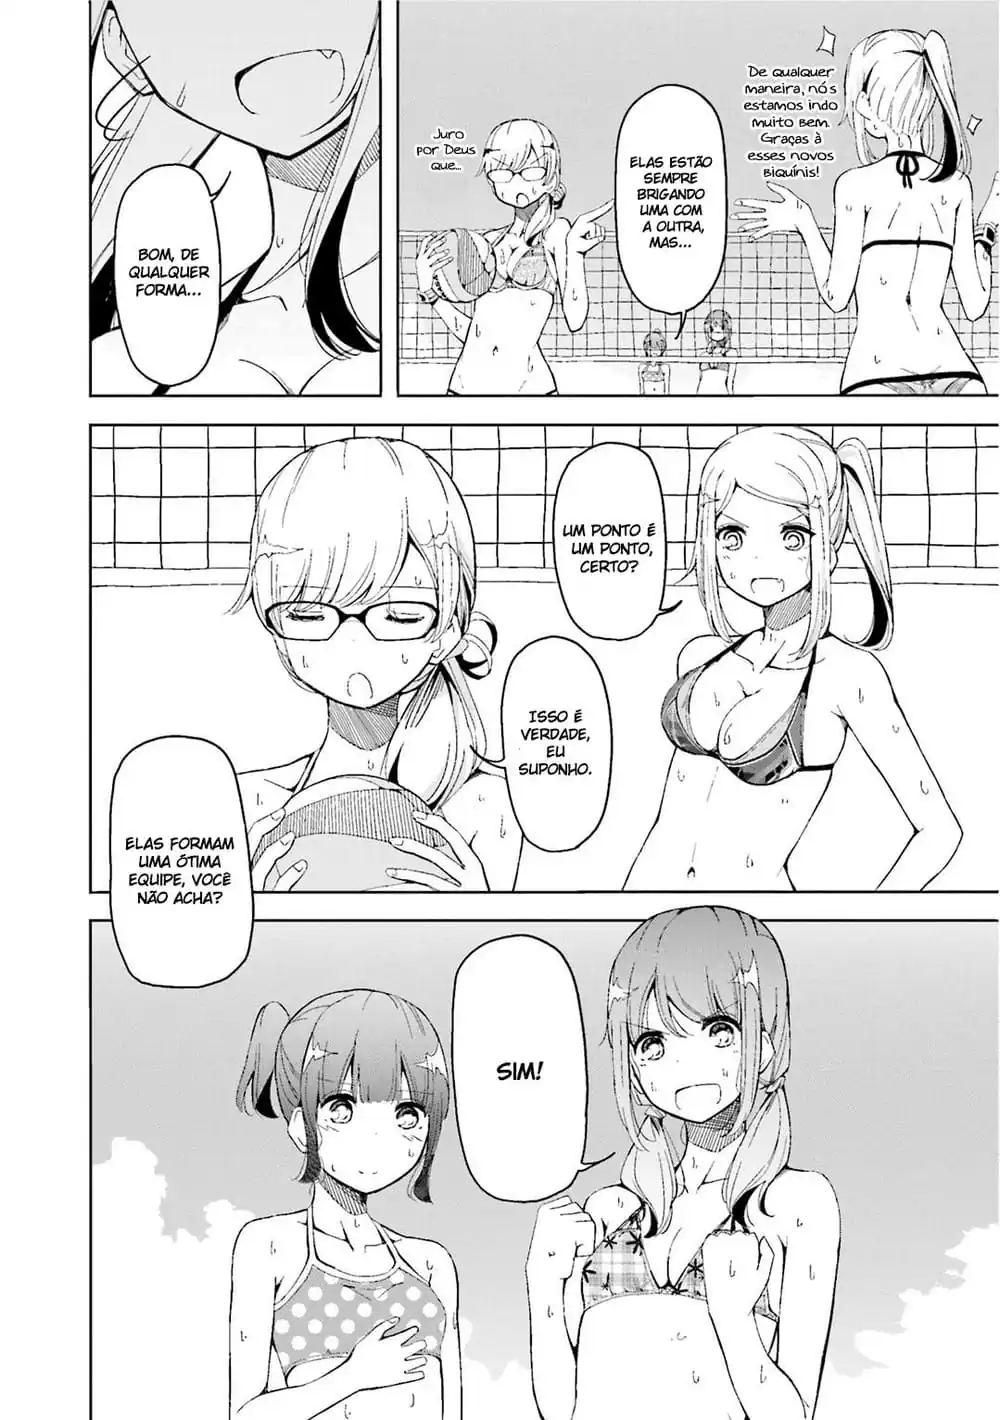 De qualquer
maneira, nós
estamos indo
muito bem.
Graças à
esses novos
biquínis!
Juro
por Deus
que...
ELAS ESTÃO
SEMPRE
BRIGANDO
UMA COM
A OUTRA,
MAS...
BOM, DE
QUALQUER
FORMA...
UM PONTO É
UM PONTO,
CERTO?
ISSO É
VERDADE,
EU
SUPONHO.
ELAS FORMAM
UMA ÓTIMA
EQUIPE, VOCÊ
NÃO ACHA?
SIM!